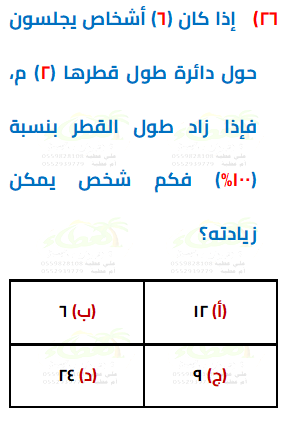 ٢٦) إذا كان (٦) أشخاص يجلسون
حول دائرة طول قطرها (٢) م،
فإذا زاد طول القطر بنسبة
(١٠٠%) فكم شخص يمكن
زيادته؟
(أ) ١٢ (ب) ٦
(ج) ٩ (د) ٢٤